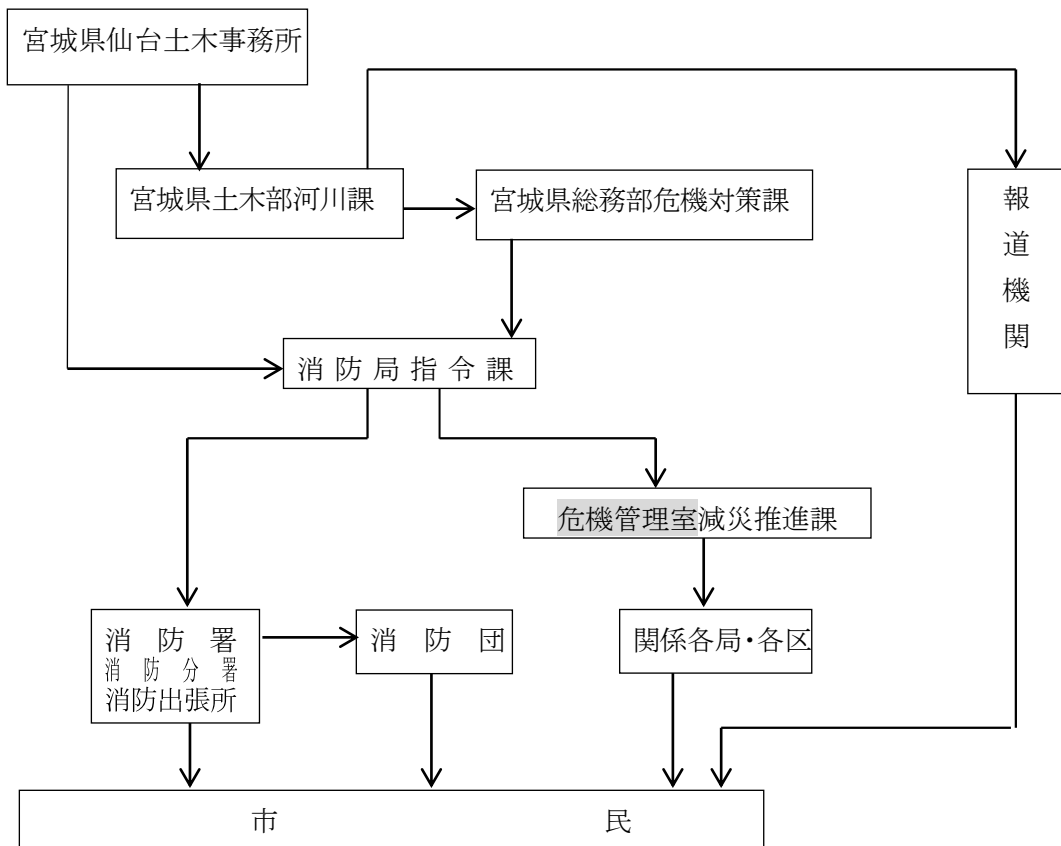 宮城県仙台土木事務所
宮城県土木部河川課
宮城県総務部危機対策課
報道機関
消防局指令課
危機管理室減災推進課
消防署
消防分署
消防出張所
消防団
関係各局・各区
市民